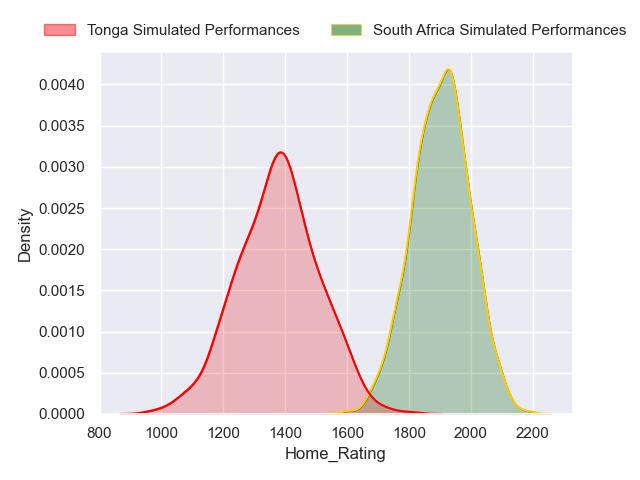 Tonga Simulated Performances South Africa Simulated Performances
0.0040
0.0035
0.0030
0.0025
0.0020
0.0015
0.0010
0.0005
0.0000
Density
800 1000 1200 1400 1600 1800 2000 2200
Home_Rating